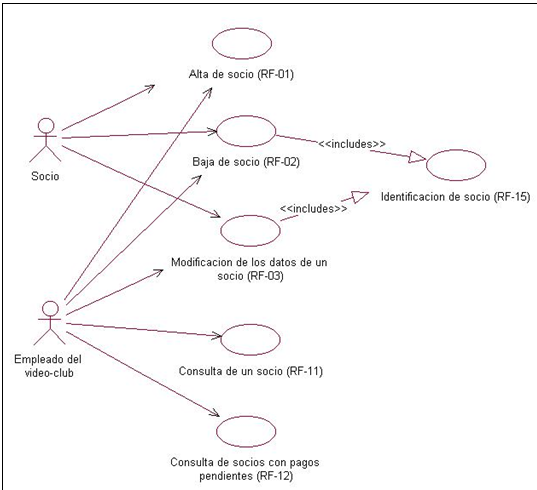 Alta de socio (RF-01)
Socio
Baja de socio (RF-02)
<<includes>>
Identificacion de socio (RF-15)
<<includes>>
Modificacion de los datos de un
socio (RF-03)
Empleado del
video-club
Consulta de un socio (RF-11)
Consulta de socios con pagos
pendientes (RF-12)